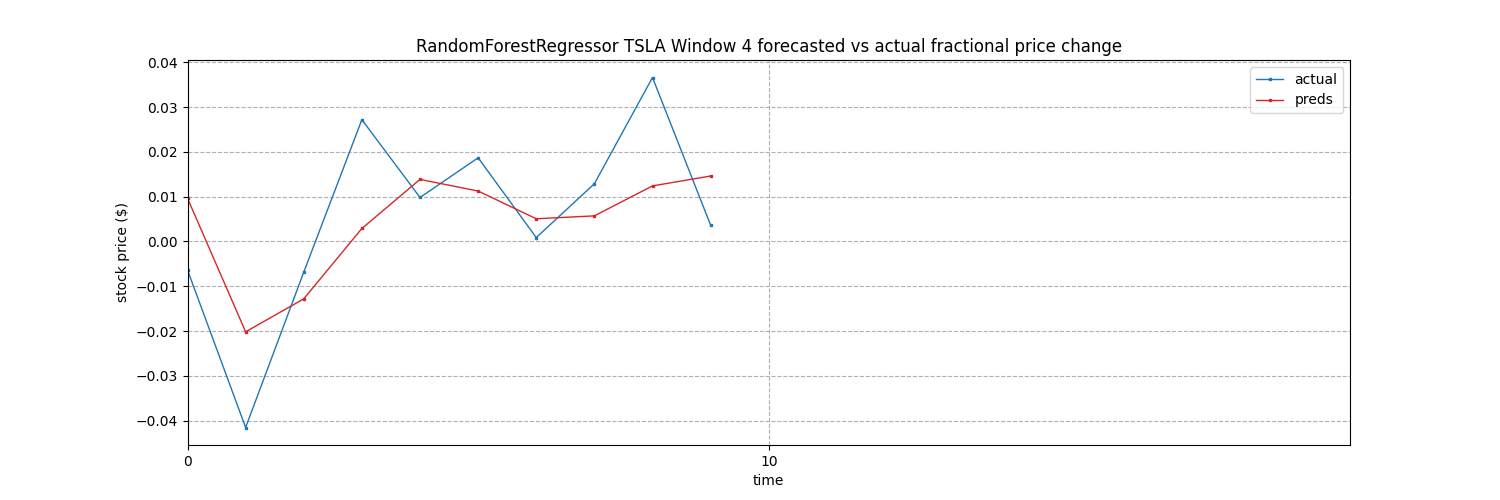 RandomForestRegressor TSLA Window 4 forecasted vs actual fractional price change
0.04
0.03
0.02
0.01
0.00
−0.01
−0.02
−0.03
−0.04
stock price ($)
actual
preds
0
10
time